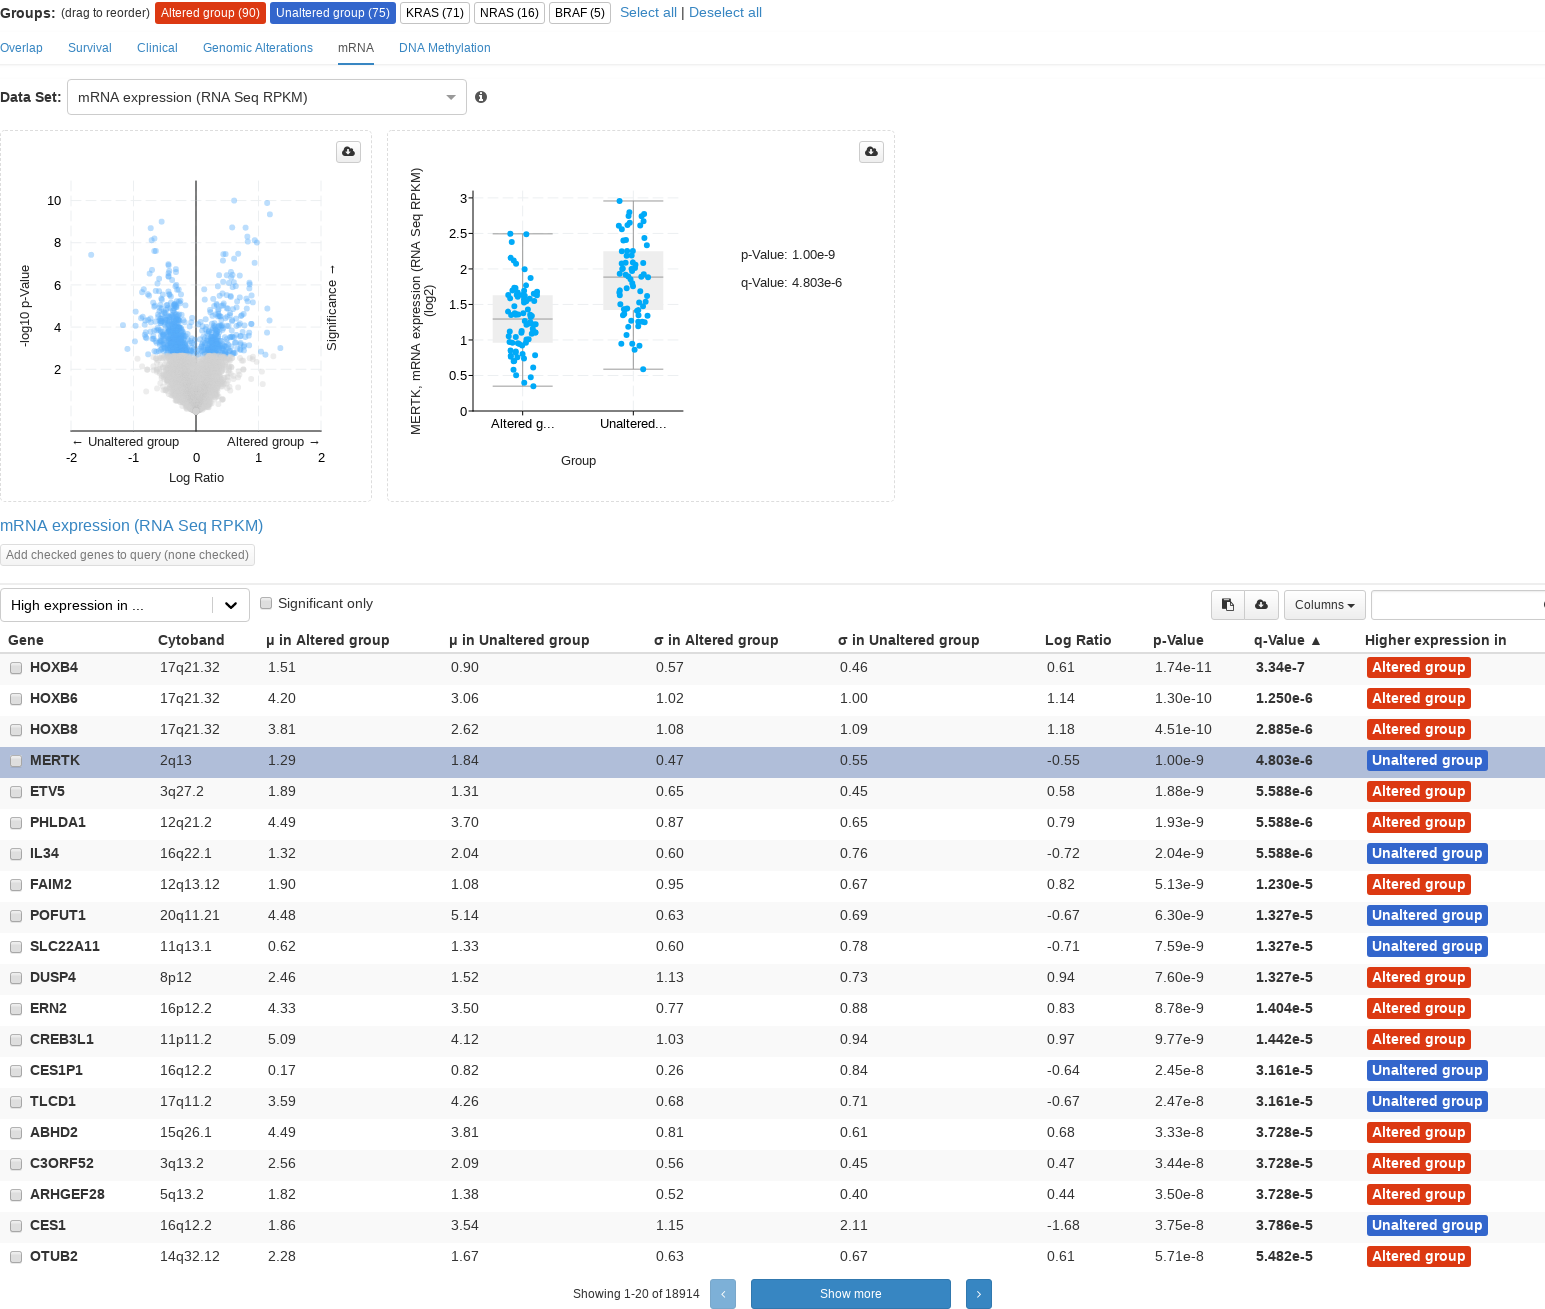 Groups: (drag to reorder) Altered group (90) Unaltered group (75) KRAS (71) NRAS (16) BRAF (5) Select all | Deselect all
Overlap Survival Clinical Genomic Alterations mRNA DNA Methylation
Data Set: mRNA expression (RNA Seq RPKM)
10
8
6
4
2
-log10 p-Value
Significance →
← Unaltered group Altered group →
-2 -1 0 1 2
Log Ratio
MERTK, mRNA expression (RNA Seq RPKM)
(log2)
3
2.5
2
1.5
1
0.5
0
Altered g... Unaltered...
Group
p-Value: 1.00e-9
q-Value: 4.803e-6
mRNA expression (RNA Seq RPKM)
Add checked genes to query (none checked)
High expression in ... Significant only Columns
Gene Cytoband μ in Altered group μ in Unaltered group σ in Altered group σ in Unaltered group Log Ratio p-Value q-Value ▲ Higher expression in
HOXB4 17q21.32 1.51 0.90 0.57 0.46 0.61 1.74e-11 3.34e-7 Altered group
HOXB6 17q21.32 4.20 3.06 1.02 1.00 1.14 1.30e-10 1.250e-6 Altered group
HOXB8 17q21.32 3.81 2.62 1.08 1.09 1.18 4.51e-10 2.885e-6 Altered group
MERTK 2q13 1.29 1.84 0.47 0.55 -0.55 1.00e-9 4.803e-6 Unaltered group
ETV5 3q27.2 1.89 1.31 0.65 0.45 0.58 1.88e-9 5.588e-6 Altered group
PHLDA1 12q21.2 4.49 3.70 0.87 0.65 0.79 1.93e-9 5.588e-6 Altered group
IL34 16q22.1 1.32 2.04 0.60 0.76 -0.72 2.04e-9 5.588e-6 Unaltered group
FAIM2 12q13.12 1.90 1.08 0.95 0.67 0.82 5.13e-9 1.230e-5 Altered group
POFUT1 20q11.21 4.48 5.14 0.63 0.69 -0.67 6.30e-9 1.327e-5 Unaltered group
SLC22A11 11q13.1 0.62 1.33 0.60 0.78 -0.71 7.59e-9 1.327e-5 Unaltered group
DUSP4 8p12 2.46 1.52 1.13 0.73 0.94 7.60e-9 1.327e-5 Altered group
ERN2 16p12.2 4.33 3.50 0.77 0.88 0.83 8.78e-9 1.404e-5 Altered group
CREB3L1 11p11.2 5.09 4.12 1.03 0.94 0.97 9.77e-9 1.442e-5 Altered group
CES1P1 16q12.2 0.17 0.82 0.26 0.84 -0.64 2.45e-8 3.161e-5 Unaltered group
TLCD1 17q11.2 3.59 4.26 0.68 0.71 -0.67 2.47e-8 3.161e-5 Unaltered group
ABHD2 15q26.1 4.49 3.81 0.81 0.61 0.68 3.33e-8 3.728e-5 Altered group
C3ORF52 3q13.2 2.56 2.09 0.56 0.45 0.47 3.44e-8 3.728e-5 Altered group
ARHGEF28 5q13.2 1.82 1.38 0.52 0.40 0.44 3.50e-8 3.728e-5 Altered group
CES1 16q12.2 1.86 3.54 1.15 2.11 -1.68 3.75e-8 3.786e-5 Unaltered group
OTUB2 14q32.12 2.28 1.67 0.63 0.67 0.61 5.71e-8 5.482e-5 Altered group
Showing 1-20 of 18914 ‹ Show more ›